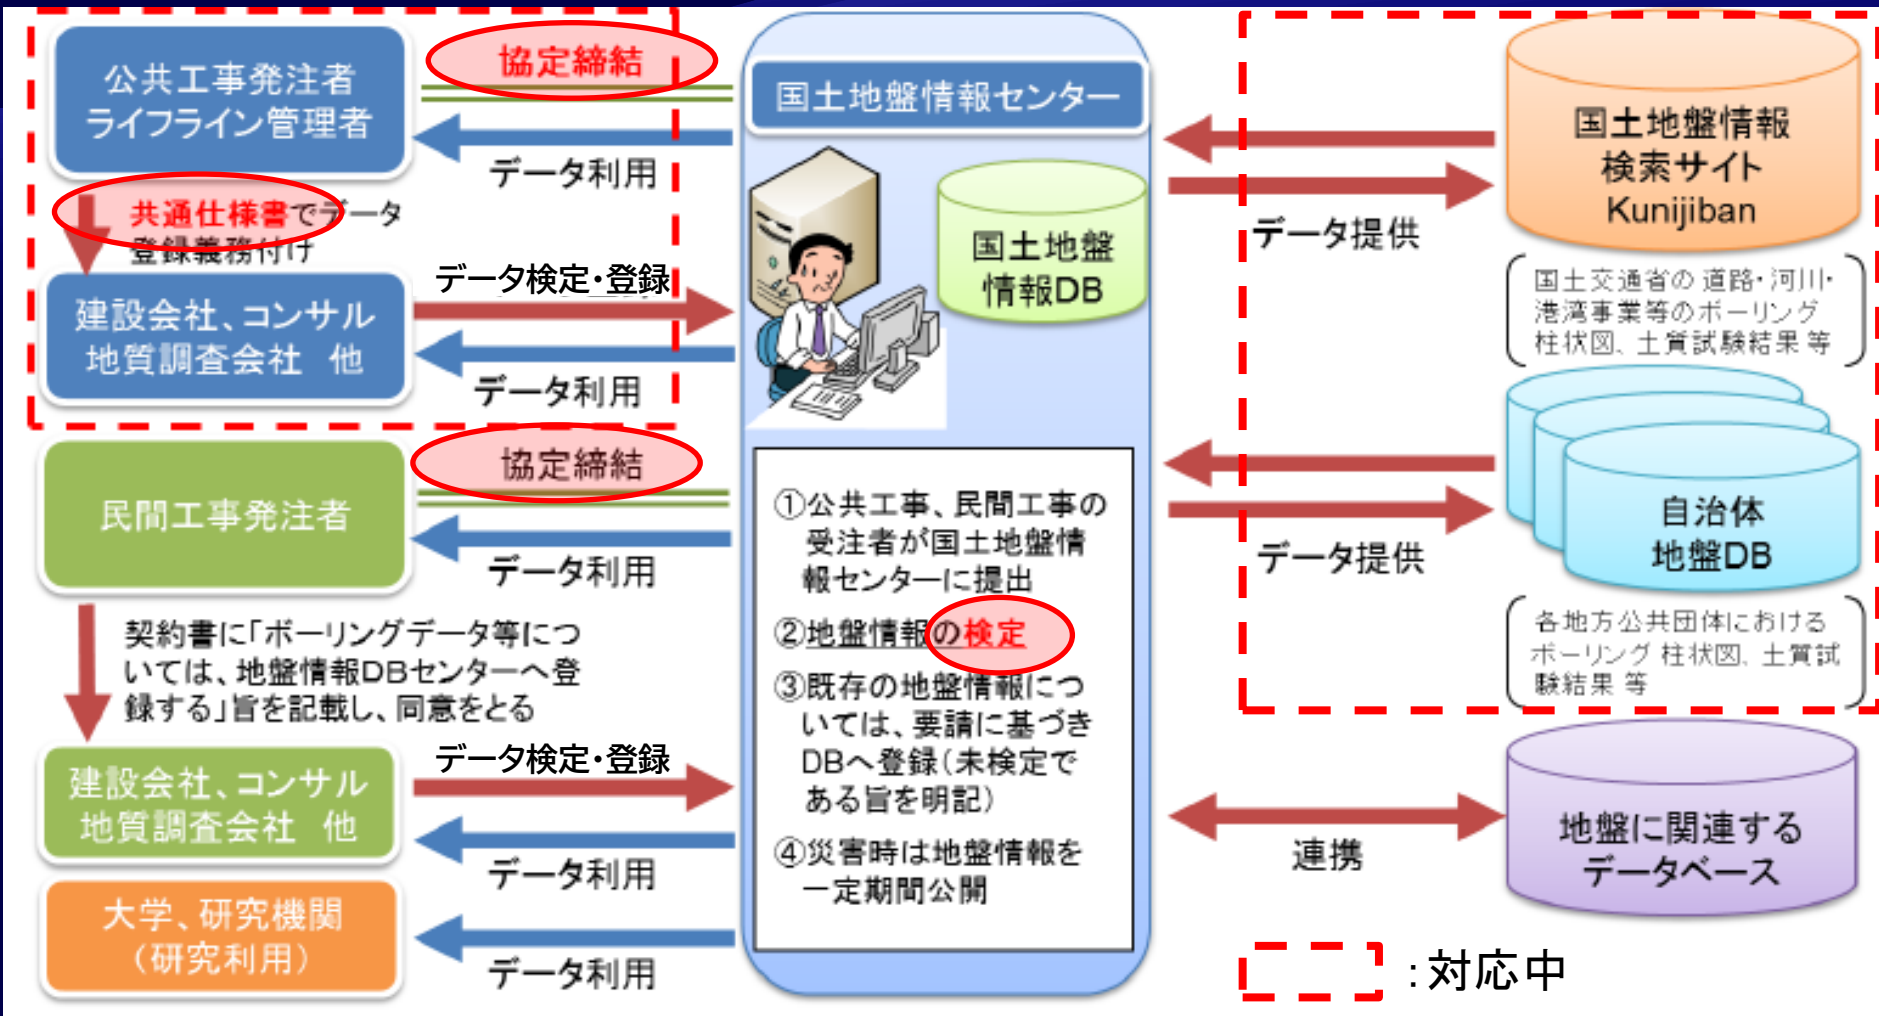 公共工事発注者
ライフライン管理者
協定締結
データ利用
共通仕様書でデータ
登録義務付け
建設会社、コンサル
地質調査会社 他
データ検定・登録
データ利用
民間工事発注者
協定締結
データ利用
契約書に「ボーリングデータ等につ
いては、地盤情報DBセンターへ登
録する」旨を記載し、同意をとる
建設会社、コンサル
地質調査会社 他
データ検定・登録
データ利用
大学、研究機関
（研究利用）
データ利用
国土地盤情報センター
国土地盤
情報DB
①公共工事、民間工事の
受注者が国土地盤情
報センターに提出
②地盤情報の検定
③既存の地盤情報につ
いては、要請に基づき
DBへ登録（未検定で
ある旨を明記）
④災害時は地盤情報を
一定期間公開
データ提供
国土地盤情報
検索サイト
Kunijiban
国土交通省の 道路・河川・
港湾事業等のボーリング
柱状図、土質試験結果 等
データ提供
自治体
地盤DB
各地方公共団体における
ボーリング 柱状図、土質試
験結果 等
連携
地盤に関連する
データベース
：対応中